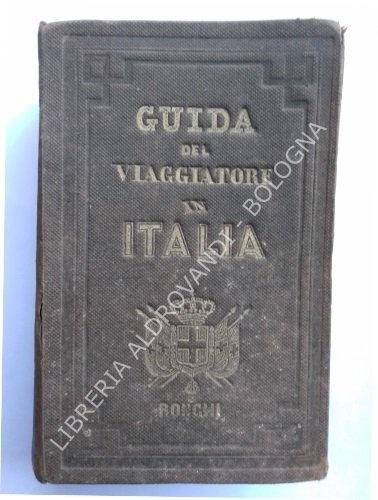 GUIDA
DEL
VIAGGIATORE
IN
ITALIA
RONCHI
LIBRERIA ALDROVANDI - BOLOGNA